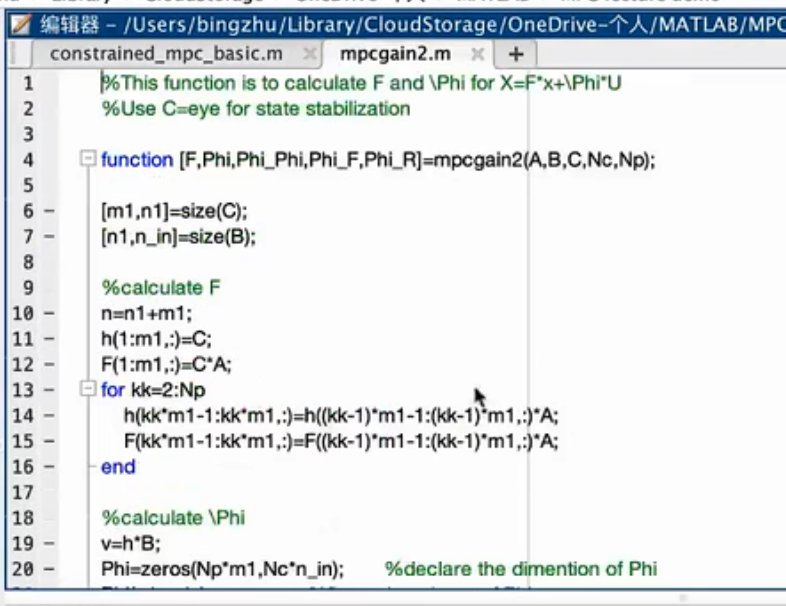 编辑器 - /Users/bingzhu/Library/CloudStorage/OneDrive-个人/MATLAB/MPC
constrained_mpc_basic.m × mpcgain2.m × +
1 %This function is to calculate F and \Phi for X=F*x+\Phi*U
2 %Use C=eye for state stabilization
3
4 function [F,Phi,Phi_Phi,Phi_F,Phi_R]=mpcgain2(A,B,C,Nc,Np);
5
6 - [m1,n1]=size(C);
7 - [n1,n_in]=size(B);
8
9 %calculate F
10 - n=n1+m1;
11 - h(1:m1,:)=C;
12 - F(1:m1,:)=C*A;
13 - for kk=2:Np
14 - h(kk*m1-1:kk*m1,:)=h((kk-1)*m1-1:(kk-1)*m1,:)*A;
15 - F(kk*m1-1:kk*m1,:)=F((kk-1)*m1-1:(kk-1)*m1,:)*A;
16 - end
17
18 %calculate \Phi
19 - v=h*B;
20 - Phi=zeros(Np*m1,Nc*n_in); %declare the dimention of Phi